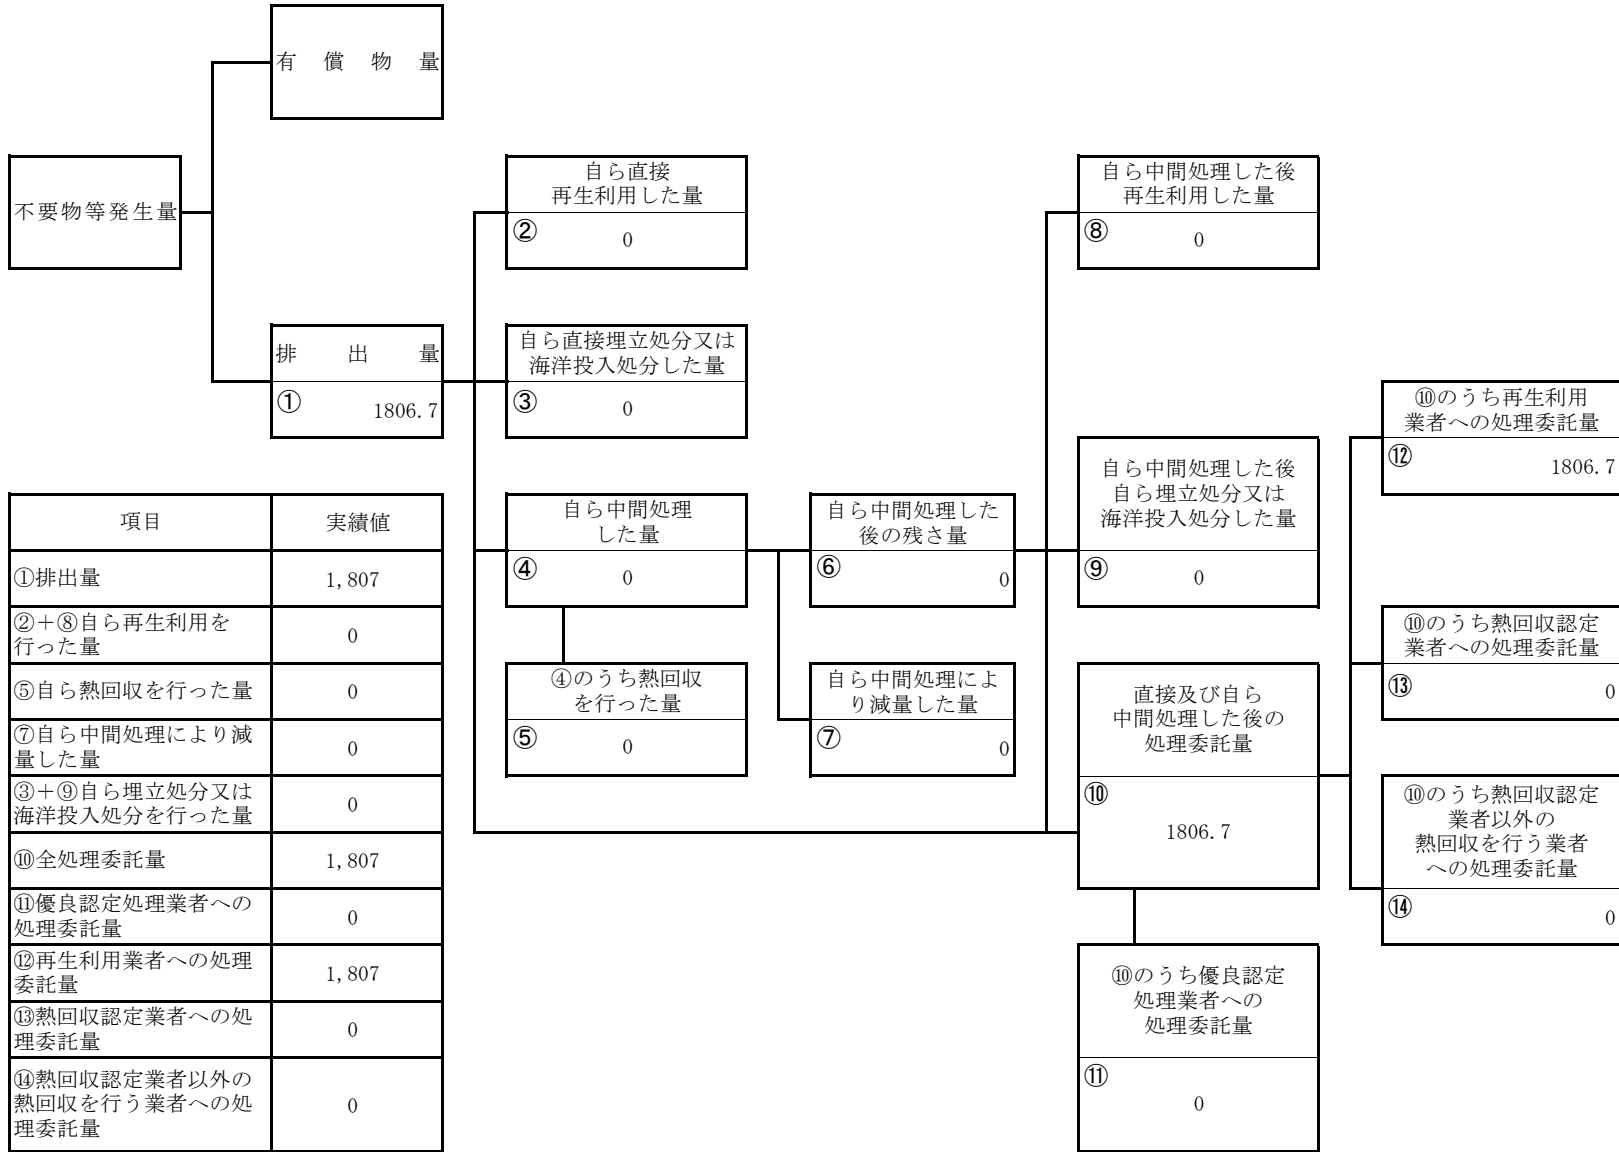 有償物量
不要物等発生量
自ら直接
再生利用した量
②
0
自ら中間処理した後
再生利用した量
⑧
0
排出量
①
1806.7
自ら直接埋立処分又は
海洋投入処分した量
③
0
⑩のうち再生利用
業者への処理委託量
⑫
1806.7
自ら中間処理
した量
④
0
自ら中間処理した
後の残さ量
⑥
0
自ら中間処理した後
自ら埋立処分又は
海洋投入処分した量
⑨
0
⑩のうち熱回収認定
業者への処理委託量
⑬
0
④のうち熱回収
を行った量
⑤
0
自ら中間処理によ
り減量した量
⑦
0
直接及び自ら
中間処理した後の
処理委託量
⑩
1806.7
⑩のうち熱回収認定
業者以外の
熱回収を行う業者
への処理委託量
⑭
0
⑩のうち優良認定
処理業者への
処理委託量
⑪
0
項目 実績値
①排出量 1,807
②＋⑧自ら再生利用を
行った量 0
⑤自ら熱回収を行った量 0
⑦自ら中間処理により減
量した量 0
③＋⑨自ら埋立処分又は
海洋投入処分を行った量 0
⑩全処理委託量 1,807
⑪優良認定処理業者への
処理委託量 0
⑫再生利用業者への処理
委託量 1,807
⑬熱回収認定業者への処
理委託量 0
⑭熱回収認定業者以外の
熱回収を行う業者への処
理委託量 0